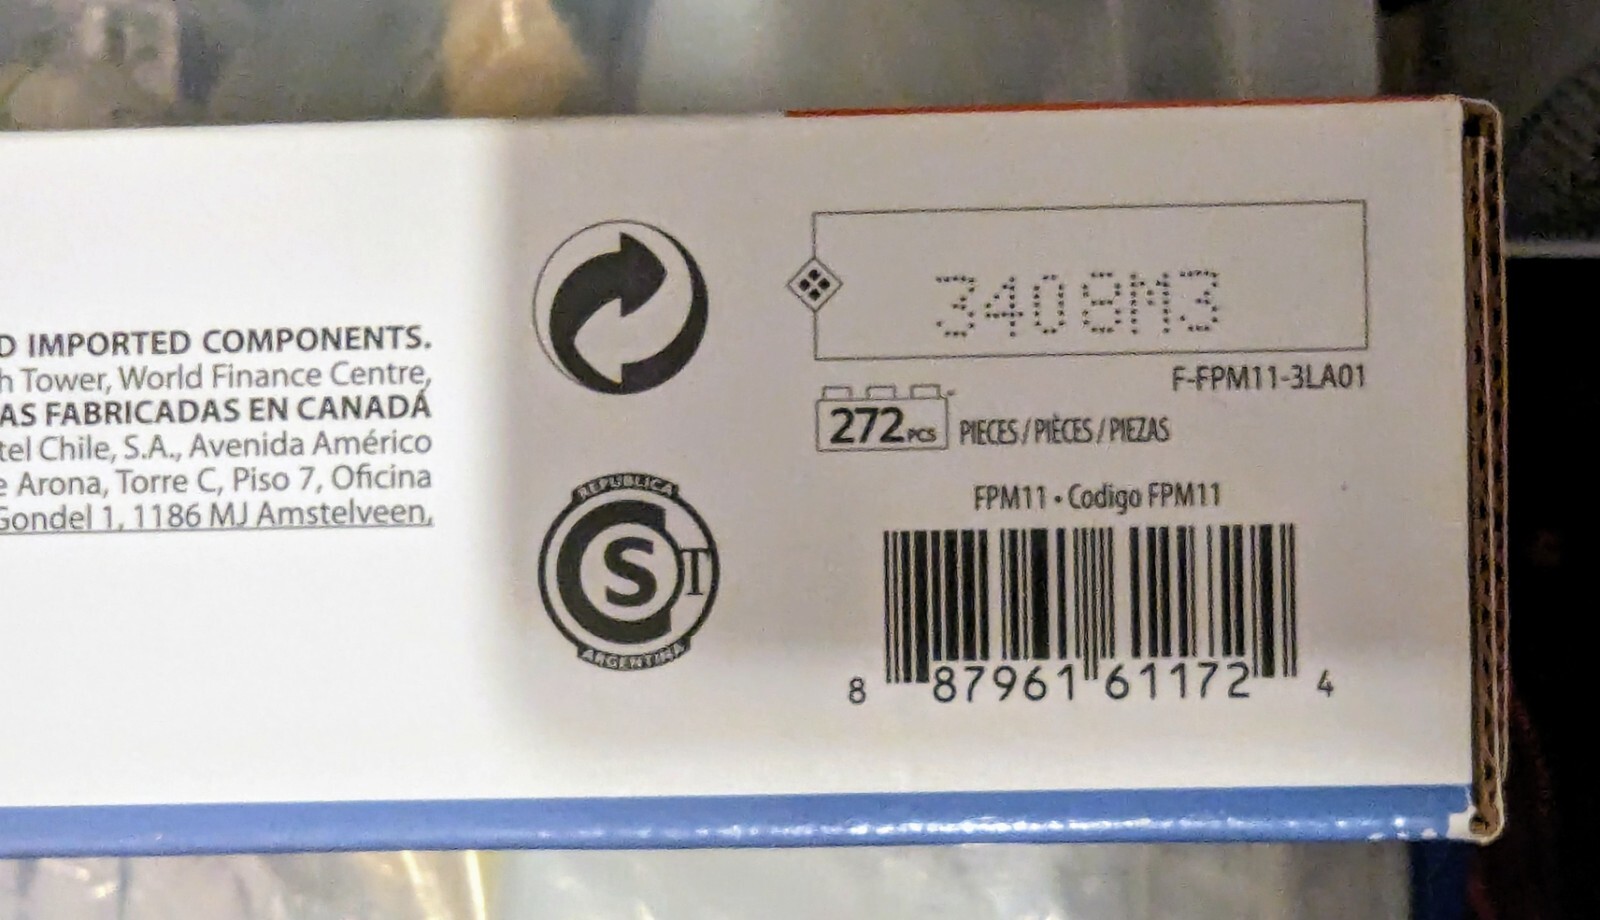 D IMPORTED COMPONENTS.
h Tower, World Finance Centre,
AS FABRICADAS EN CANADÁ
tel Chile, S.A., Avenida Américo
e Arona, Torre C, Piso 7, Oficina
Gondel 1, 1186 MJ Amstelveen,
REPUBLICA
S T
ARGENTINA
3408M3
F-FPM11-3LA01
272 PCS PIECES / PIÈCES / PIEZAS
FPM11 • Codigo FPM11
8 87961 61172 4